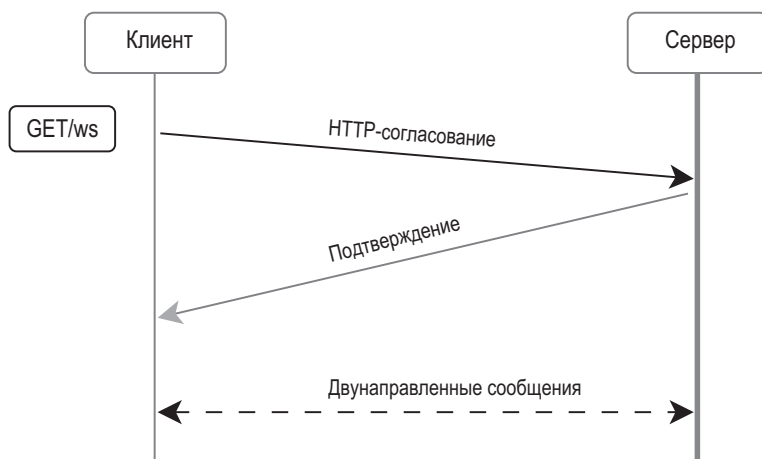 Клиент
Сервер
GET/ws
HTTP-согласование
Подтверждение
Двунаправленные сообщения